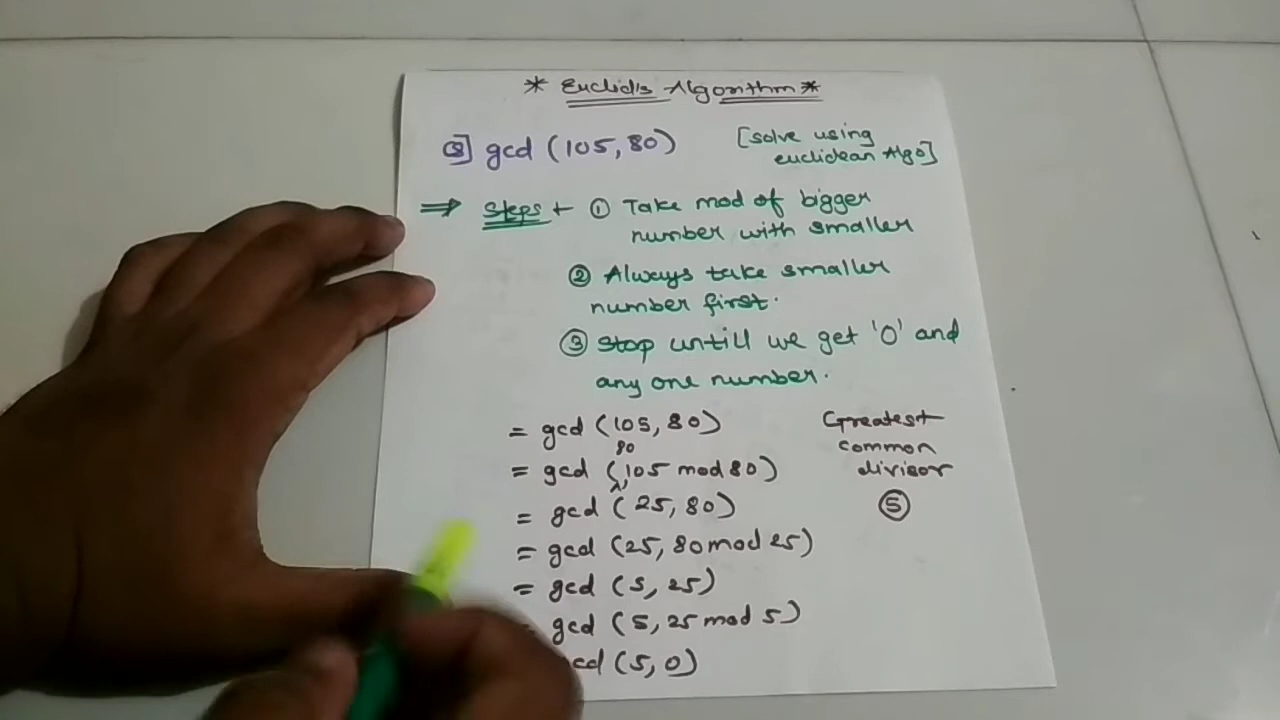 * Euclid's Algorithm *
Q] gcd (105, 80)
[solve using
euclidean Algo]
⇒ Steps + ① Take mod of bigger
number with smaller
② Always take smaller
number first.
③ Stop untill we get '0' and
any one number.
= gcd (105, 80)
80
= gcd (, 105 mod 80)
= gcd (25, 80)
= gcd (25, 80 mod 25)
= gcd (5, 25)
= gcd (5, 25 mod 5)
gcd (5, 0)
Greatest
common
divisor
⑤